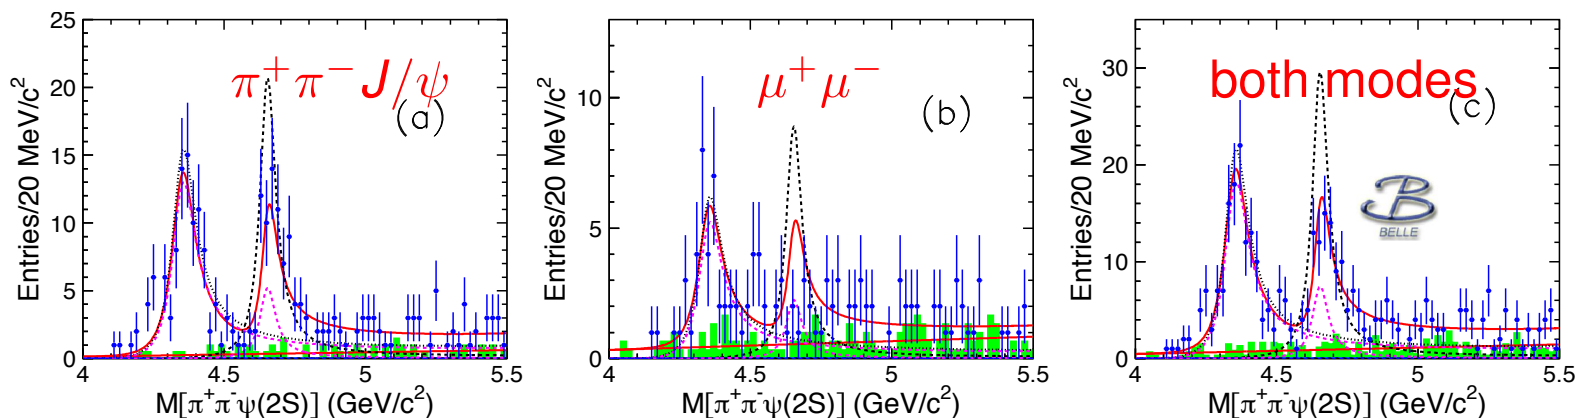 25
20
15
10
5
0
Entries/20 MeV/c²
π⁺π⁻J/ψ
(a)
4
4.5
5
5.5
M[π⁺π⁻ψ(2S)] (GeV/c²)
10
5
0
Entries/20 MeV/c²
μ⁺μ⁻
(b)
4
4.5
5
5.5
M[π⁺π⁻ψ(2S)] (GeV/c²)
30
20
10
0
Entries/20 MeV/c²
both modes
(c)
B
BELLE
4
4.5
5
5.5
M[π⁺π⁻ψ(2S)] (GeV/c²)